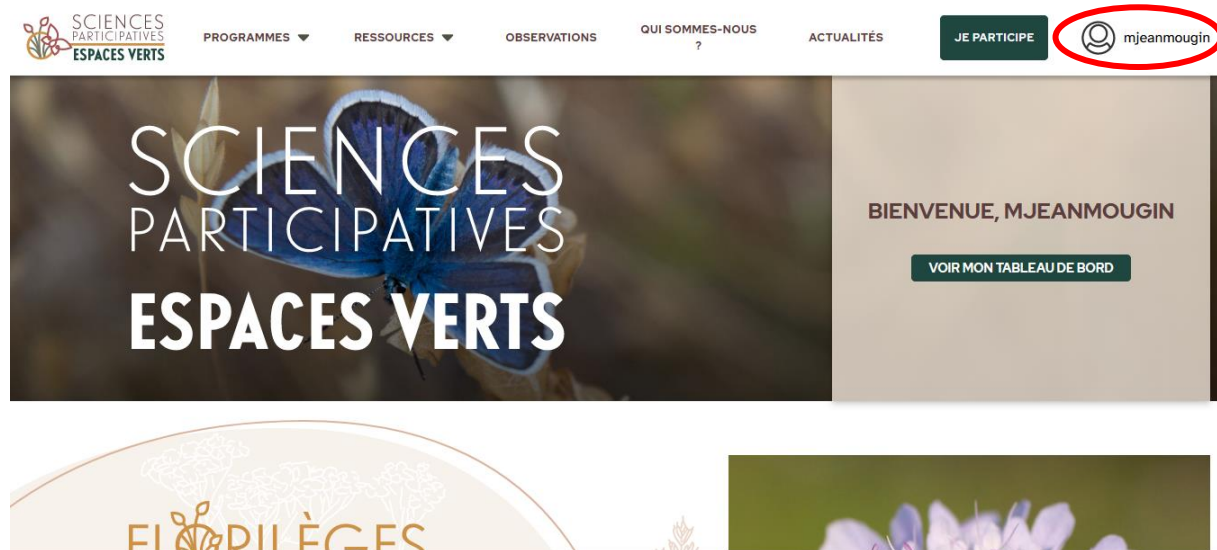 SCIENCES
PARTICIPATIVES
ESPACES VERTS
PROGRAMMES
RESSOURCES
OBSERVATIONS
QUI SOMMES-NOUS
?
ACTUALITÉS
JE PARTICIPE
mjeanmougin
SCIENCES
PARTICIPATIVES
ESPACES VERTS
BIENVENUE, MJEANMOUGIN
VOIR MON TABLEAU DE BORD
FLORILÈGES